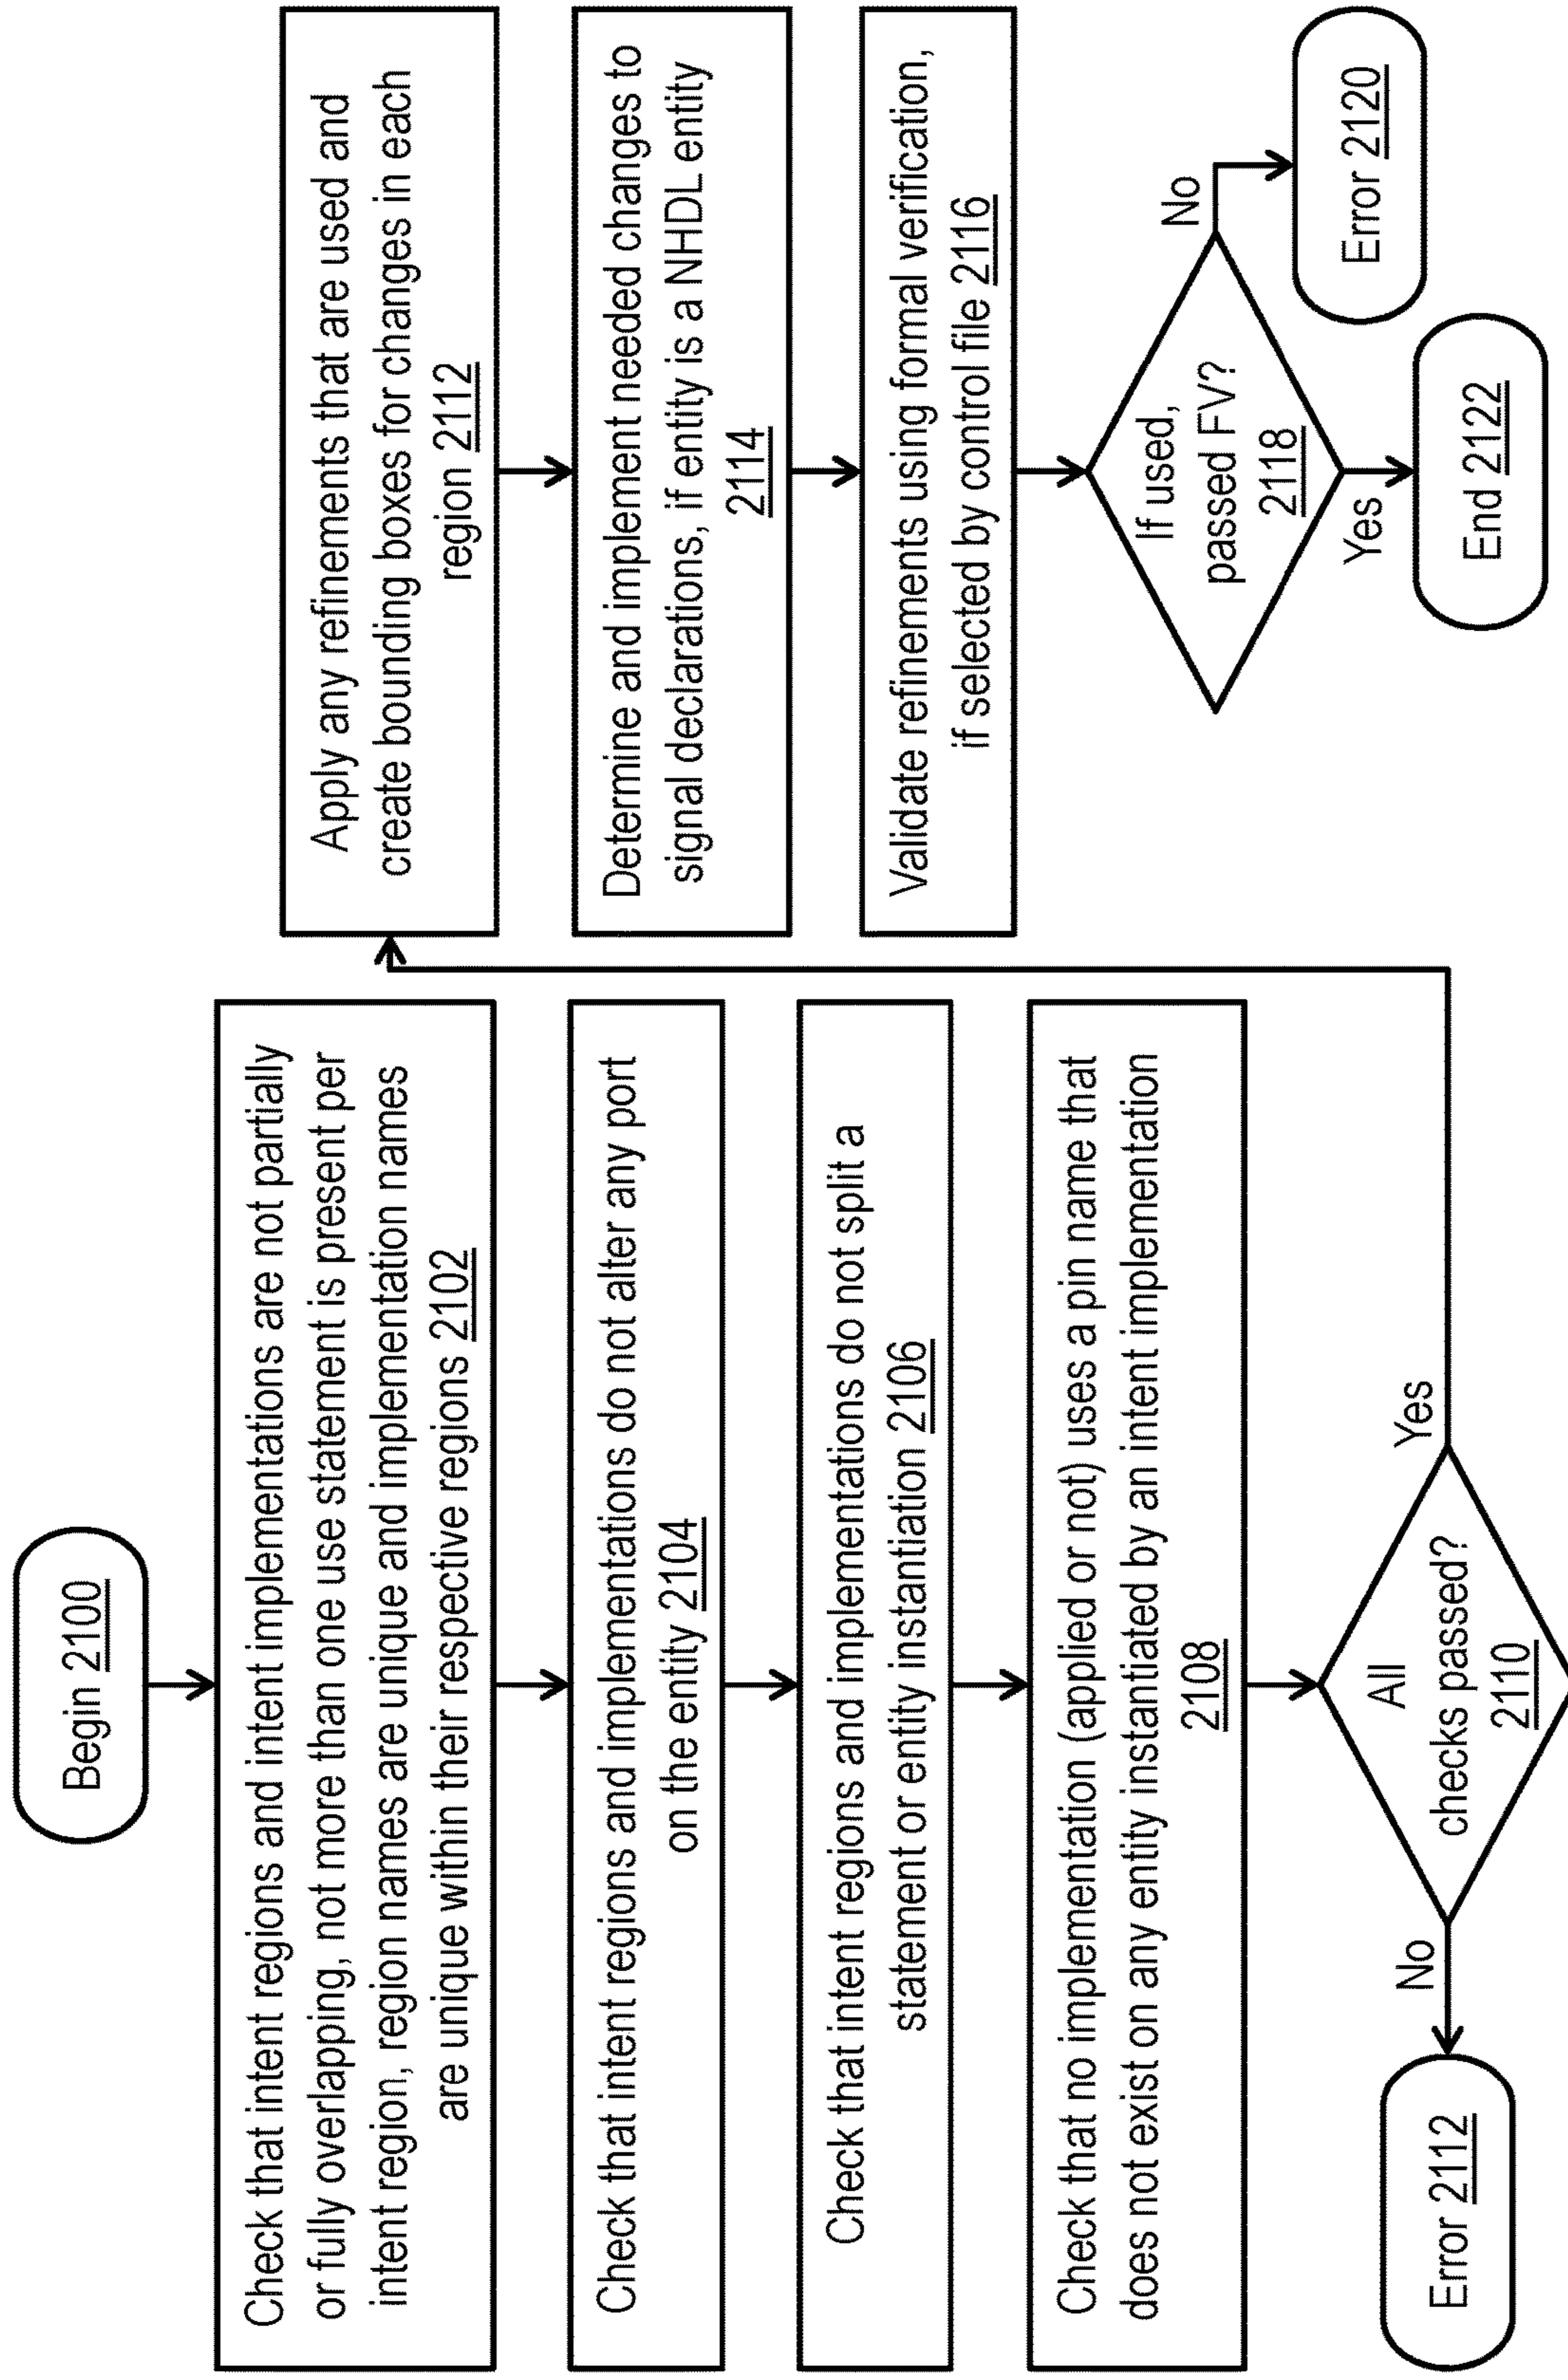 Begin 2100
Check that intent regions and intent implementations are not partially
or fully overlapping, not more than one use statement is present per
intent region, region names are unique and implementation names
are unique within their respective regions 2102
Check that intent regions and implementations do not alter any port
on the entity 2104
Check that intent regions and implementations do not split a
statement or entity instantiation 2106
Check that no implementation (applied or not) uses a pin name that
does not exist on any entity instantiated by an intent implementation
2108
All
checks passed?
2110
No
Yes
Error 2112
Apply any refinements that are used and
create bounding boxes for changes in each
region 2112
Determine and implement needed changes to
signal declarations, if entity is a NHDL entity
2114
Validate refinements using formal verification,
if selected by control file 2116
If used,
passed FV?
2118
No
Yes
Error 2120
End 2122